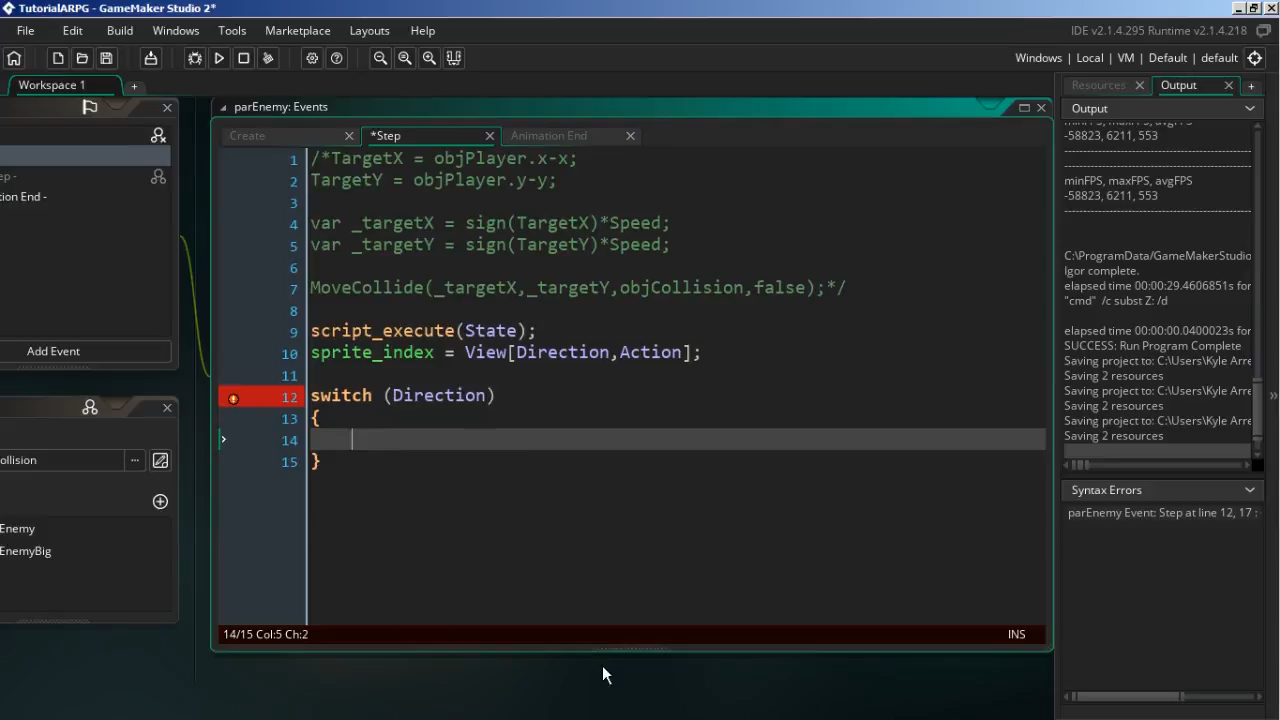 TutorialARPG - GameMaker Studio 2*
File Edit Build Windows Tools Marketplace Layouts Help
IDE v2.1.4.295 Runtime v2.1.4.218
Windows | Local | VM | Default | default
Workspace 1
parEnemy: Events
Resources
Output
Create
*Step
Animation End
Output
1 /*TargetX = objPlayer.x-x;
2 TargetY = objPlayer.y-y;
3
4 var _targetX = sign(TargetX)*Speed;
5 var _targetY = sign(TargetY)*Speed;
6
7 MoveCollide(_targetX,_targetY,objCollision,false);*/
8
9 script_execute(State);
10 sprite_index = View[Direction,Action];
11
12 switch (Direction)
13 {
14
15 }
14/15 Col:5 Ch:2
INS
ep -
tion End -
Add Event
ollision
...
Enemy
EnemyBig
minFPS, maxFPS, avgFPS
-58823, 6211, 553
minFPS, maxFPS, avgFPS
-58823, 6211, 553
C:\ProgramData/GameMakerStudio
Igor complete.
elapsed time 00:00:29.4606851s for
"cmd" /c subst Z: /d
elapsed time 00:00:00.0400023s for
SUCCESS: Run Program Complete
Saving project to: C:\Users\Kyle Arre
Saving 2 resources
Saving project to: C:\Users\Kyle Arre
Saving 2 resources
Saving project to: C:\Users\Kyle Arre
Saving 2 resources
Syntax Errors
parEnemy Event: Step at line 12, 17 :